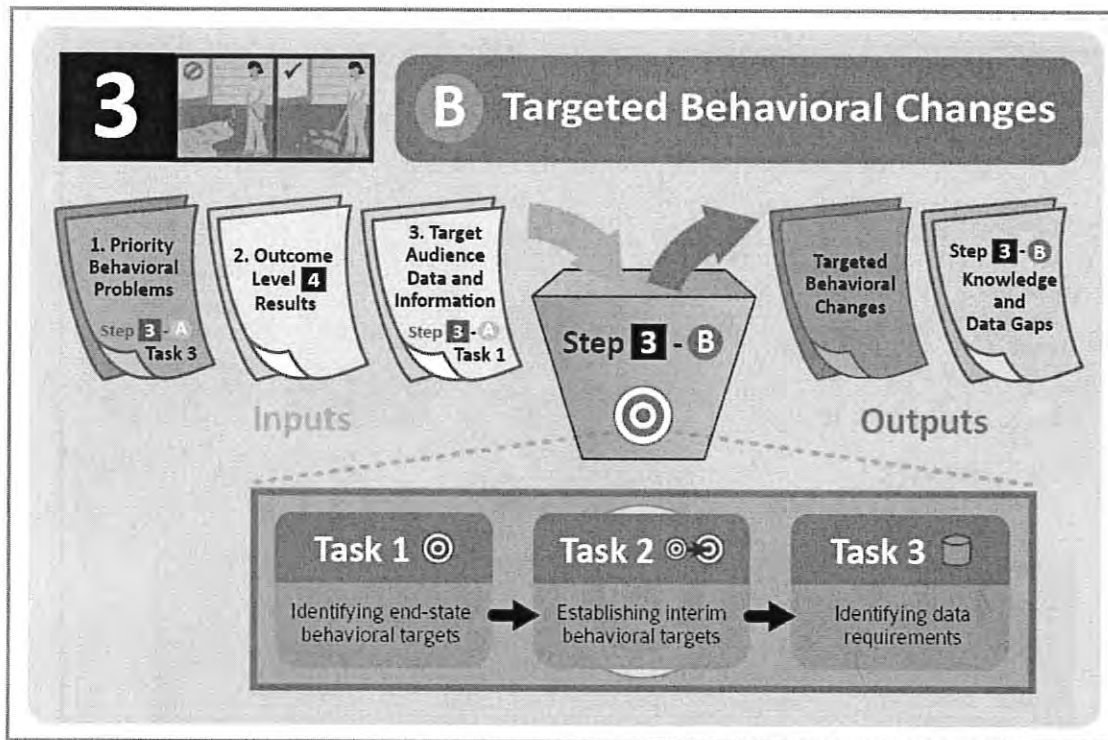 3
B Targeted Behavioral Changes
1. Priority
Behavioral
Problems
Step 3 - A
Task 3
2. Outcome
Level 4
Results
3. Target
Audience
Data and
Information
Step 3 - A
Task 1
Inputs
Step 3 - B
Targeted
Behavioral
Changes
Step 3 - B
Knowledge
and
Data Gaps
Outputs
Task 1
Identifying end-state
behavioral targets
Task 2
Establishing interim
behavioral targets
Task 3
Identifying data
requirements